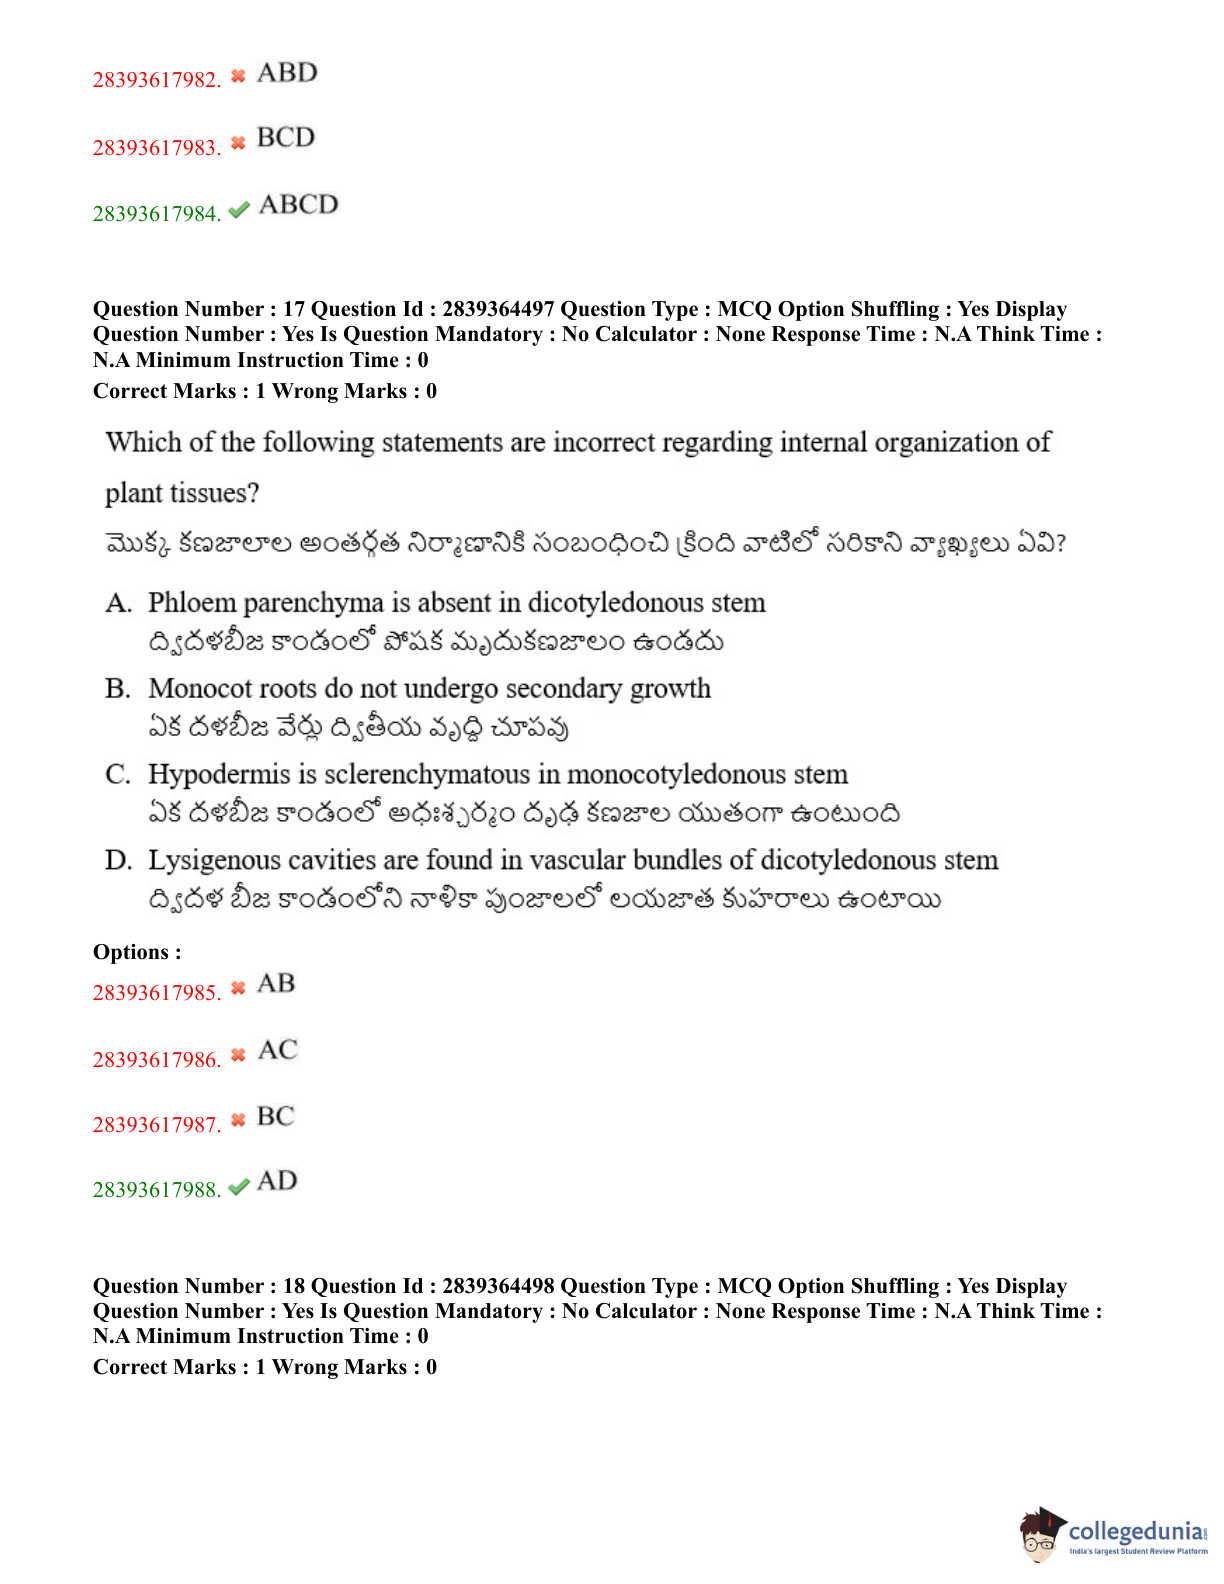 28393617982. ABD
28393617983. BCD
28393617984. ABCD
Question Number : 17 Question Id : 2839364497 Question Type : MCQ Option Shuffling : Yes Display
Question Number : Yes Is Question Mandatory : No Calculator : None Response Time : N.A Think Time :
N.A Minimum Instruction Time : 0
Correct Marks : 1 Wrong Marks : 0
Which of the following statements are incorrect regarding internal organization of
plant tissues?
మొక్క కణజాలాల అంతర్గత నిర్మాణానికి సంబంధించి క్రింది వాటిలో సరికాని వ్యాఖ్యలు ఏవి?
A. Phloem parenchyma is absent in dicotyledonous stem
ద్విదళబీజ కాండంలో పోషక మృదుకణజాలం ఉండదు
B. Monocot roots do not undergo secondary growth
ఏక దళబీజ వేర్లు ద్వితీయ వృద్ది చూపవు
C. Hypodermis is sclerenchymatous in monocotyledonous stem
ఏక దళబీజ కాండంలో అధఃశ్చర్మం దృఢ కణజాల యుతంగా ఉంటుంది
D. Lysigenous cavities are found in vascular bundles of dicotyledonous stem
ద్విదళ బీజ కాండంలోని నాళికా పుంజాలలో లయజాత కుహరాలు ఉంటాయి
Options :
28393617985. AB
28393617986. AC
28393617987. BC
28393617988. AD
Question Number : 18 Question Id : 2839364498 Question Type : MCQ Option Shuffling : Yes Display
Question Number : Yes Is Question Mandatory : No Calculator : None Response Time : N.A Think Time :
N.A Minimum Instruction Time : 0
Correct Marks : 1 Wrong Marks : 0
collegedunia.com
India's largest Student Review Platform